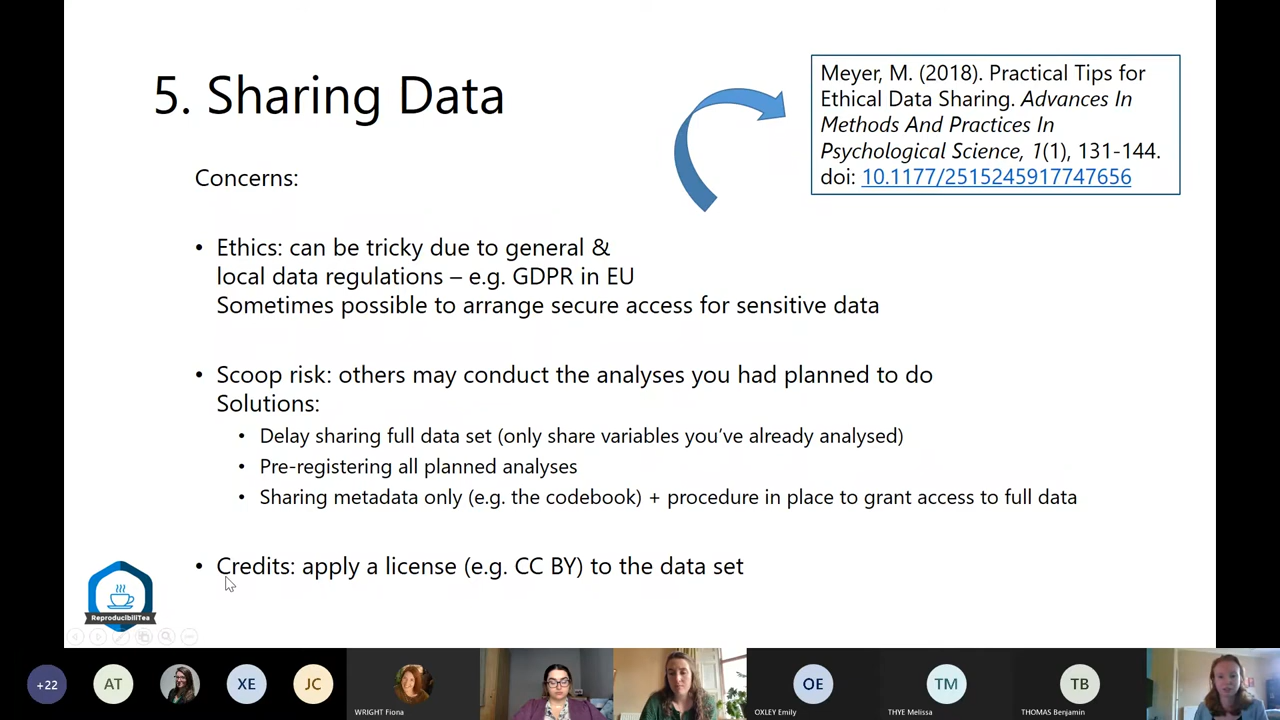 5. Sharing Data
Meyer, M. (2018). Practical Tips for
Ethical Data Sharing. Advances In
Methods And Practices In
Psychological Science, 1(1), 131-144.
doi: 10.1177/2515245917747656
Concerns:
• Ethics: can be tricky due to general &
local data regulations – e.g. GDPR in EU
Sometimes possible to arrange secure access for sensitive data
• Scoop risk: others may conduct the analyses you had planned to do
Solutions:
• Delay sharing full data set (only share variables you've already analysed)
• Pre-registering all planned analyses
• Sharing metadata only (e.g. the codebook) + procedure in place to grant access to full data
• Credits: apply a license (e.g. CC BY) to the data set
ReproducibiliTea
+22
AT
XE
JC
WRIGHT Fiona
OE
OXLEY Emily
TM
THYE Melissa
TB
THOMAS Benjamin